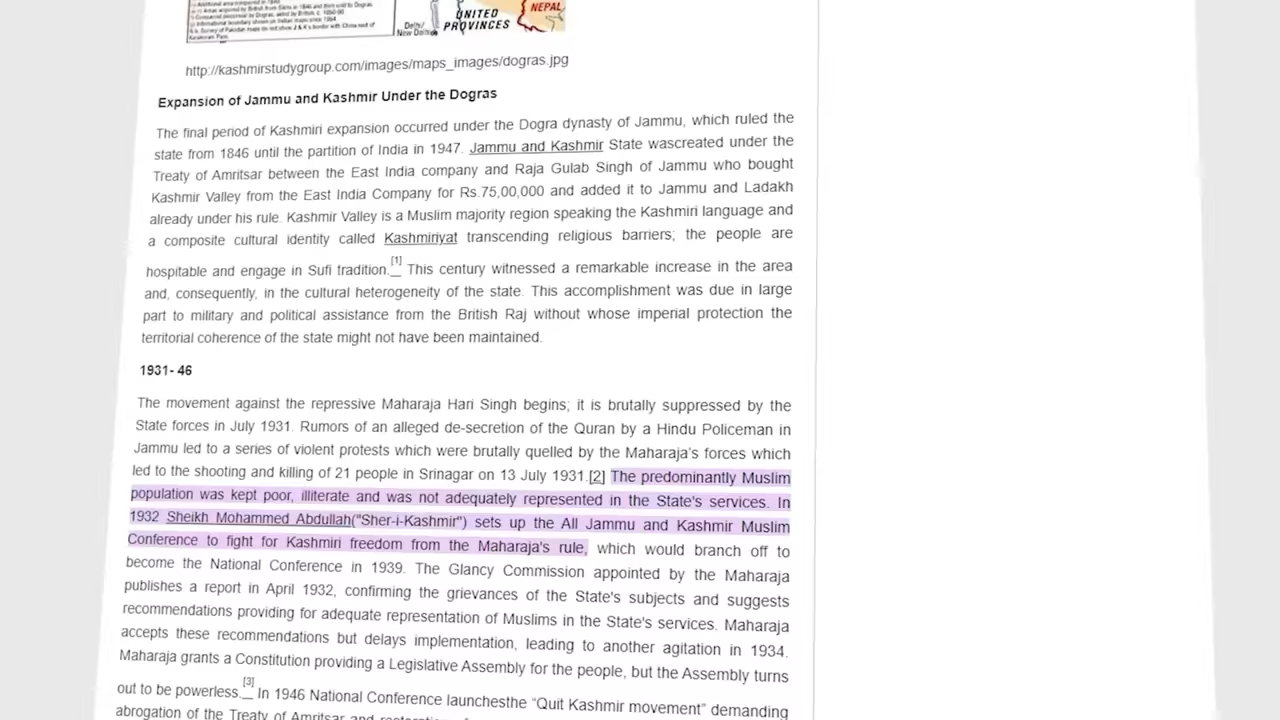 UNITED
PROVINCES
NEPAL
Delhi/
New Delhi
http://kashmirstudygroup.com/images/maps_images/dogras.jpg
Expansion of Jammu and Kashmir Under the Dogras
The final period of Kashmiri expansion occurred under the Dogra dynasty of Jammu, which ruled the
state from 1846 until the partition of India in 1947. Jammu and Kashmir State wascreated under the
Treaty of Amritsar between the East India company and Raja Gulab Singh of Jammu who bought
Kashmir Valley from the East India Company for Rs.75,00,000 and added it to Jammu and Ladakh
already under his rule. Kashmir Valley is a Muslim majority region speaking the Kashmiri language and
a composite cultural identity called Kashmiriyat transcending religious barriers; the people are
hospitable and engage in Sufi tradition.[1] This century witnessed a remarkable increase in the area
and, consequently, in the cultural heterogeneity of the state. This accomplishment was due in large
part to military and political assistance from the British Raj without whose imperial protection the
territorial coherence of the state might not have been maintained.
1931- 46
The movement against the repressive Maharaja Hari Singh begins; it is brutally suppressed by the
State forces in July 1931. Rumors of an alleged de-secretion of the Quran by a Hindu Policeman in
Jammu led to a series of violent protests which were brutally quelled by the Maharaja's forces which
led to the shooting and killing of 21 people in Srinagar on 13 July 1931.[2] The predominantly Muslim
population was kept poor, illiterate and was not adequately represented in the State's services. In
1932 Sheikh Mohammed Abdullah("Sher-i-Kashmir") sets up the All Jammu and Kashmir Muslim
Conference to fight for Kashmiri freedom from the Maharaja's rule, which would branch off to
become the National Conference in 1939. The Glancy Commission appointed by the Maharaja
publishes a report in April 1932, confirming the grievances of the State's subjects and suggests
recommendations providing for adequate representation of Muslims in the State's services. Maharaja
accepts these recommendations but delays implementation, leading to another agitation in 1934.
Maharaja grants a Constitution providing a Legislative Assembly for the people, but the Assembly turns
out to be powerless.[3] In 1946 National Conference launchesthe “Quit Kashmir movement” demanding
abrogation of the Treaty of Amritsar and